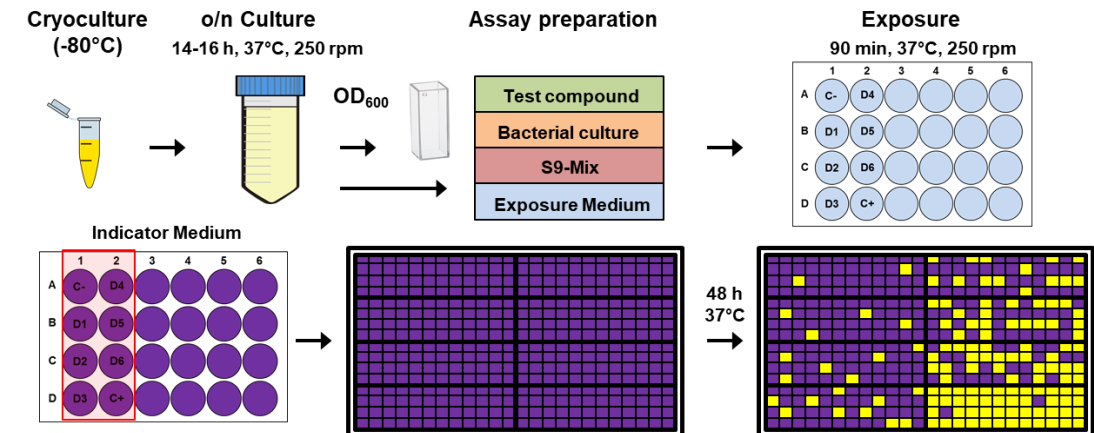 Cryoculture
(-80°C)
o/n Culture
14-16 h, 37°C, 250 rpm
OD600
Assay preparation
Test compound
Bacterial culture
S9-Mix
Exposure Medium
Exposure
90 min, 37°C, 250 rpm
1 2 3 4 5 6
A C- D4
B D1 D5
C D2 D6
D D3 C+
Indicator Medium
1 2 3 4 5 6
A C- D4
B D1 D5
C D2 D6
D D3 C+
48 h
37°C